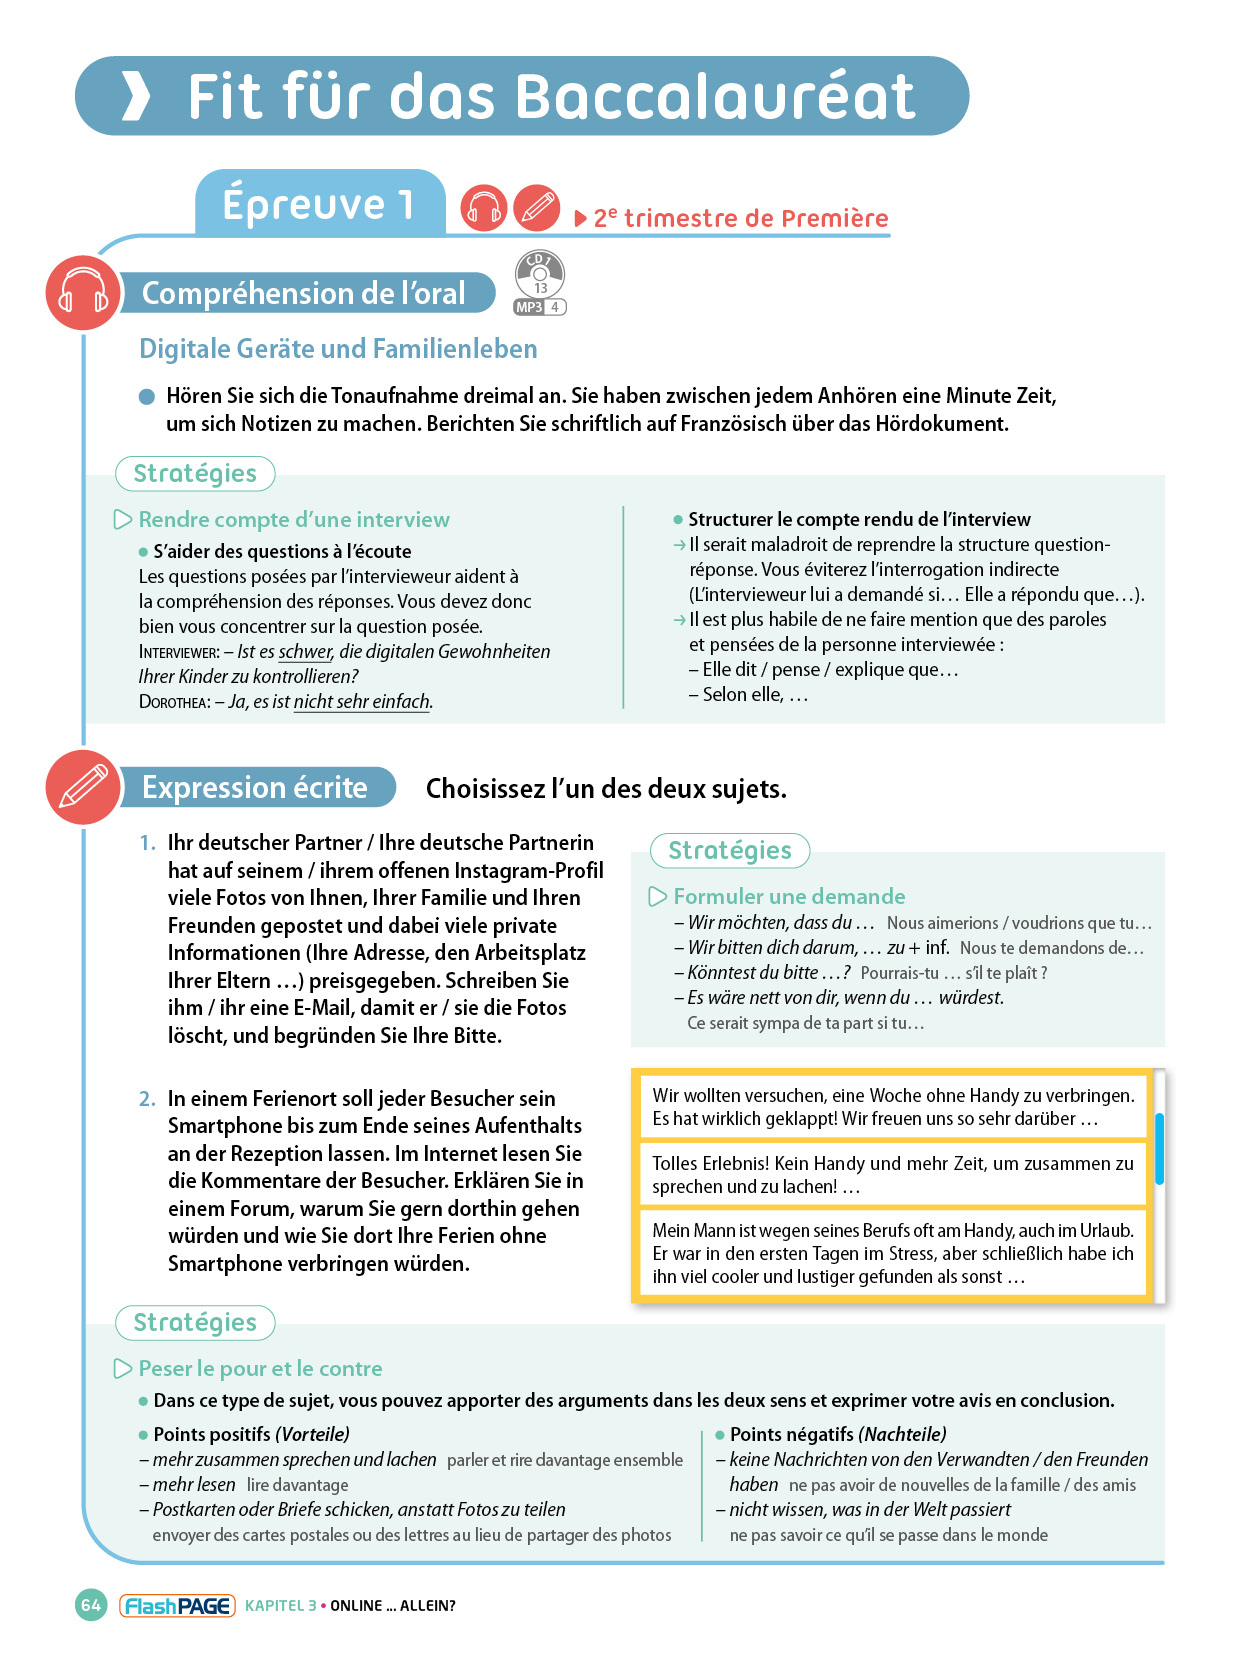 Fit für das Baccalauréat
Épreuve 1
2e trimestre de Première
Compréhension de l’oral
CD 1
13
MP3 4
Digitale Geräte und Familienleben
Hören Sie sich die Tonaufnahme dreimal an. Sie haben zwischen jedem Anhören eine Minute Zeit,
um sich Notizen zu machen. Berichten Sie schriftlich auf Französisch über das Hördokument.
Stratégies
Rendre compte d’une interview
• S’aider des questions à l’écoute
Les questions posées par l’intervieweur aident à
la compréhension des réponses. Vous devez donc
bien vous concentrer sur la question posée.
INTERVIEWER: – Ist es schwer, die digitalen Gewohnheiten
Ihrer Kinder zu kontrollieren?
DOROTHEA: – Ja, es ist nicht sehr einfach.
• Structurer le compte rendu de l’interview
→ Il serait maladroit de reprendre la structure question-
réponse. Vous éviterez l’interrogation indirecte
(L’intervieweur lui a demandé si… Elle a répondu que…).
→ Il est plus habile de ne faire mention que des paroles
et pensées de la personne interviewée :
– Elle dit / pense / explique que…
– Selon elle, …
Expression écrite
Choisissez l’un des deux sujets.
1. Ihr deutscher Partner / Ihre deutsche Partnerin
hat auf seinem / ihrem offenen Instagram-Profil
viele Fotos von Ihnen, Ihrer Familie und Ihren
Freunden gepostet und dabei viele private
Informationen (Ihre Adresse, den Arbeitsplatz
Ihrer Eltern …) preisgegeben. Schreiben Sie
ihm / ihr eine E-Mail, damit er / sie die Fotos
löscht, und begründen Sie Ihre Bitte.
Stratégies
Formuler une demande
– Wir möchten, dass du … Nous aimerions / voudrions que tu…
– Wir bitten dich darum, … zu + inf. Nous te demandons de…
– Könntest du bitte …? Pourrais-tu … s’il te plaît ?
– Es wäre nett von dir, wenn du … würdest.
Ce serait sympa de ta part si tu…
2. In einem Ferienort soll jeder Besucher sein
Smartphone bis zum Ende seines Aufenthalts
an der Rezeption lassen. Im Internet lesen Sie
die Kommentare der Besucher. Erklären Sie in
einem Forum, warum Sie gern dorthin gehen
würden und wie Sie dort Ihre Ferien ohne
Smartphone verbringen würden.
Wir wollten versuchen, eine Woche ohne Handy zu verbringen.
Es hat wirklich geklappt! Wir freuen uns so sehr darüber …
Tolles Erlebnis! Kein Handy und mehr Zeit, um zusammen zu
sprechen und zu lachen! …
Mein Mann ist wegen seines Berufs oft am Handy, auch im Urlaub.
Er war in den ersten Tagen im Stress, aber schließlich habe ich
ihn viel cooler und lustiger gefunden als sonst …
Stratégies
Peser le pour et le contre
• Dans ce type de sujet, vous pouvez apporter des arguments dans les deux sens et exprimer votre avis en conclusion.
• Points positifs (Vorteile)
– mehr zusammen sprechen und lachen parler et rire davantage ensemble
– mehr lesen lire davantage
– Postkarten oder Briefe schicken, anstatt Fotos zu teilen
envoyer des cartes postales ou des lettres au lieu de partager des photos
• Points négatifs (Nachteile)
– keine Nachrichten von den Verwandten / den Freunden
haben ne pas avoir de nouvelles de la famille / des amis
– nicht wissen, was in der Welt passiert
ne pas savoir ce qu’il se passe dans le monde
64 FlashPAGE KAPITEL 3 • ONLINE ... ALLEIN?